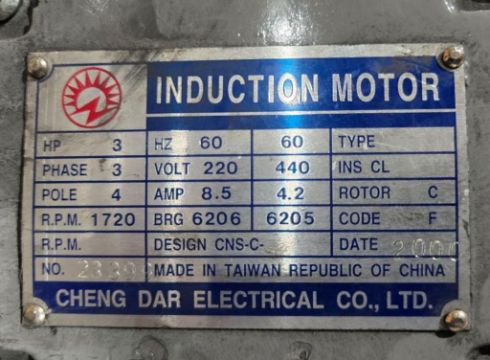 INDUCTION MOTOR
HP 3 HZ 60 60 TYPE
PHASE 3 VOLT 220 440 INS CL
POLE 4 AMP 8.5 4.2 ROTOR C
R.P.M. 1720 BRG 6206 6205 CODE F
R.P.M. DESIGN CNS-C- DATE 2000
NO. MADE IN TAIWAN REPUBLIC OF CHINA
CHENG DAR ELECTRICAL CO., LTD.